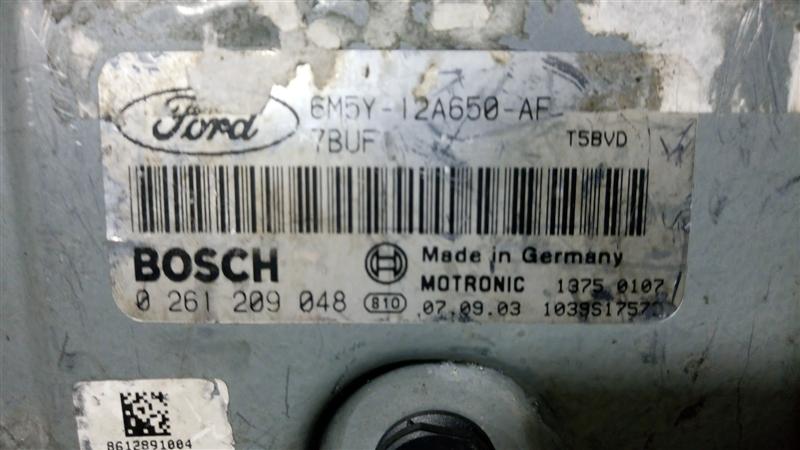 Ford 6M5Y-12A650-AF
7BUF T5BVD
BOSCH Made in Germany
MOTRONIC 1375 0107
0 261 209 048 810 07.09.03
8612891004